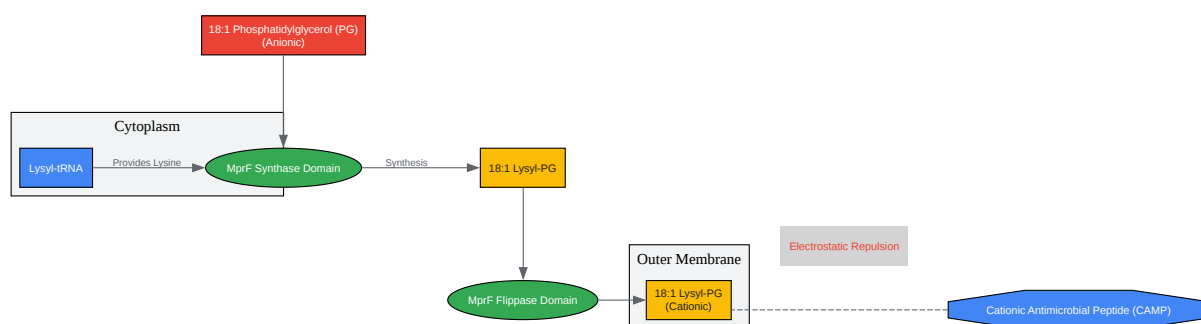 18:1 Phosphatidylglycerol (PG)
(Anionic)
Cytoplasm
Lysyl-tRNA
Provides Lysine
MprF Synthase Domain
Synthesis
18:1 Lysyl-PG
Electrostatic Repulsion
Outer Membrane
MprF Flippase Domain
18:1 Lysyl-PG
(Cationic)
Cationic Antimicrobial Peptide (CAMP)